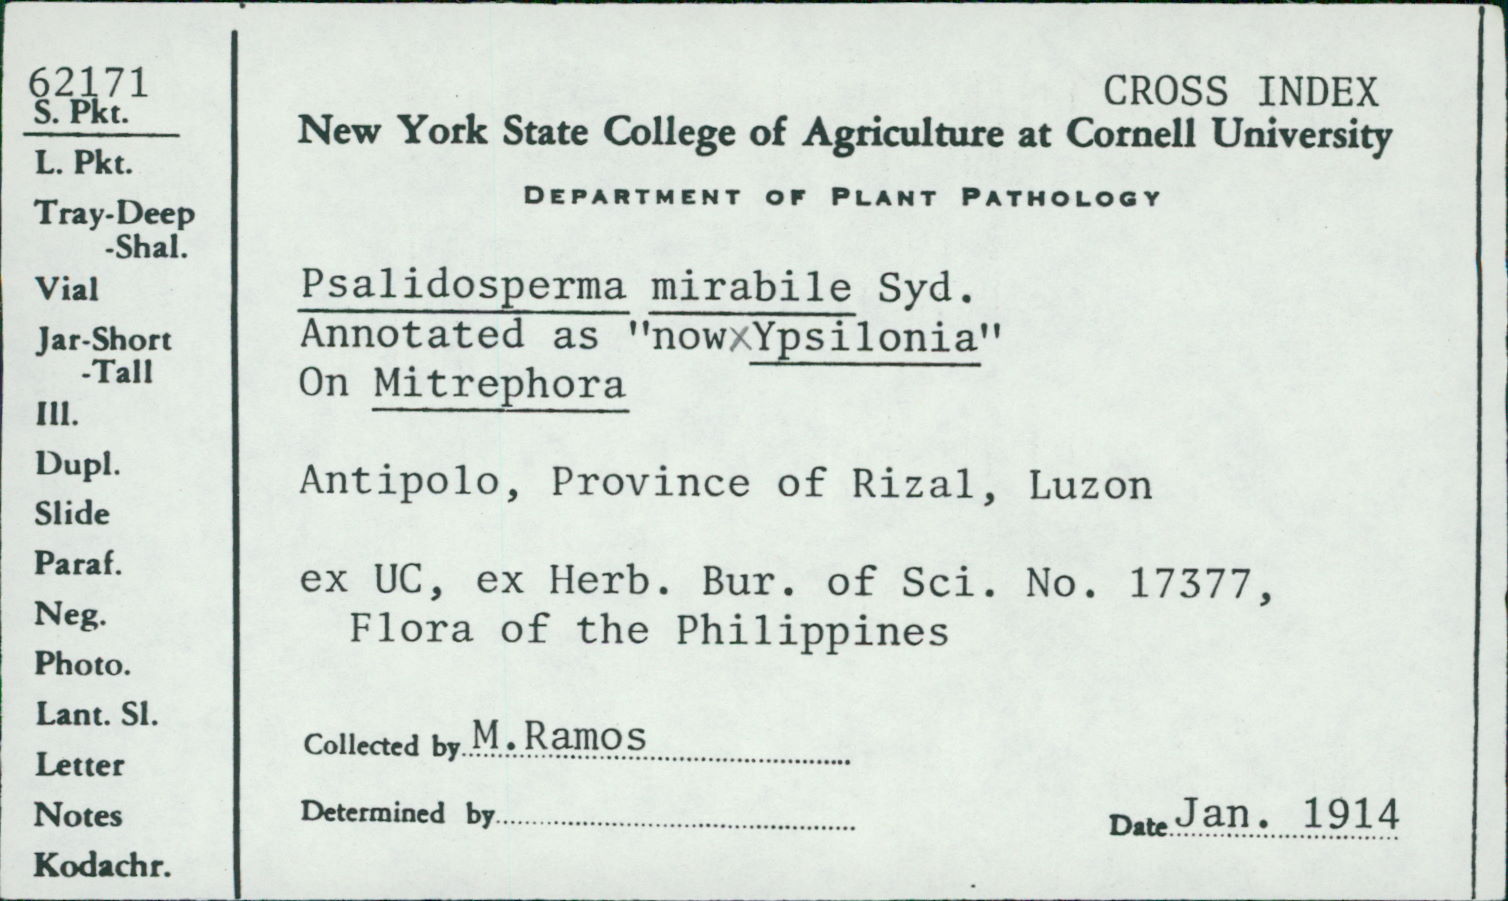 62171
S. Pkt.
L. Pkt.
Tray-Deep
-Shal.
Vial
Jar-Short
-Tall
Ill.
Dupl.
Slide
Paraf.
Neg.
Photo.
Lant. Sl.
Letter
Notes
Kodachr.
CROSS INDEX
New York State College of Agriculture at Cornell University
DEPARTMENT OF PLANT PATHOLOGY
Psalidosperma mirabile Syd.
Annotated as "now Ypsilonia"
On Mitrephora
Antipolo, Province of Rizal, Luzon
ex UC, ex Herb. Bur. of Sci. No. 17377,
Flora of the Philippines
Collected by M.Ramos
Determined by
Date Jan. 1914